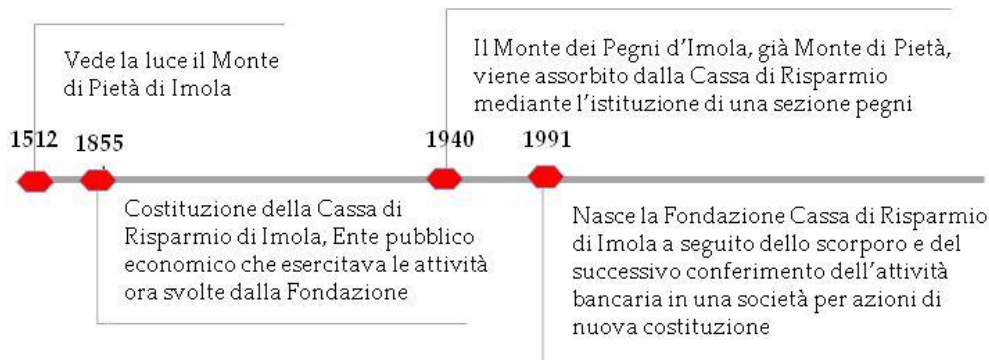 Vede la luce il Monte
di Pietà di Imola
Il Monte dei Pegni d'Imola, già Monte di Pietà,
viene assorbito dalla Cassa di Risparmio
mediante l'istituzione di una sezione pegni
1512 1855 1940 1991
Costituzione della Cassa di
Risparmio di Imola, Ente pubblico
economico che esercitava le attività
ora svolte dalla Fondazione
Nasce la Fondazione Cassa di Risparmio
di Imola a seguito dello scorporo e del
successivo conferimento dell'attività
bancaria in una società per azioni di
nuova costituzione